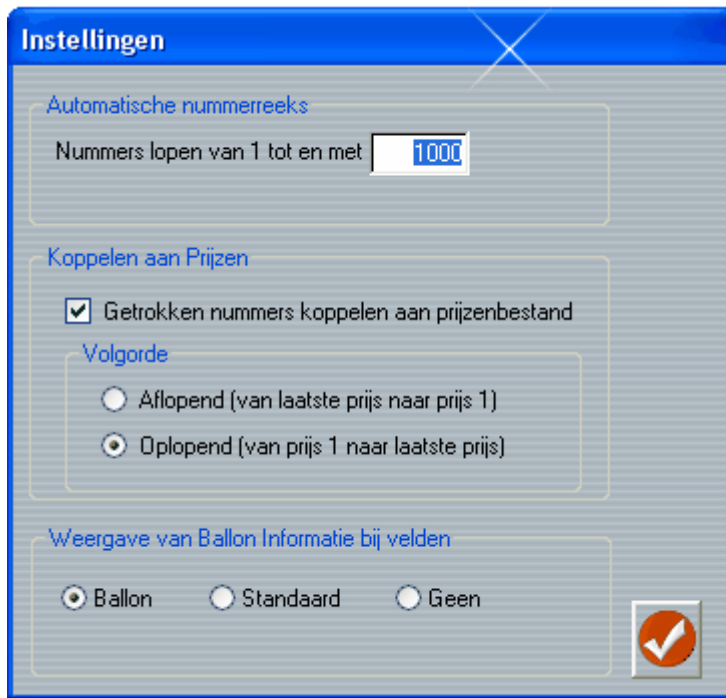 Instellingen
Automatische nummerreeks
Nummers lopen van 1 tot en met 1000
Koppelen aan Prijzen
Getrokken nummers koppelen aan prijzenbestand
Volgorde
Aflopend (van laatste prijs naar prijs 1)
Oplopend (van prijs 1 naar laatste prijs)
Weergave van Ballon Informatie bij velden
Ballon Standaard Geen